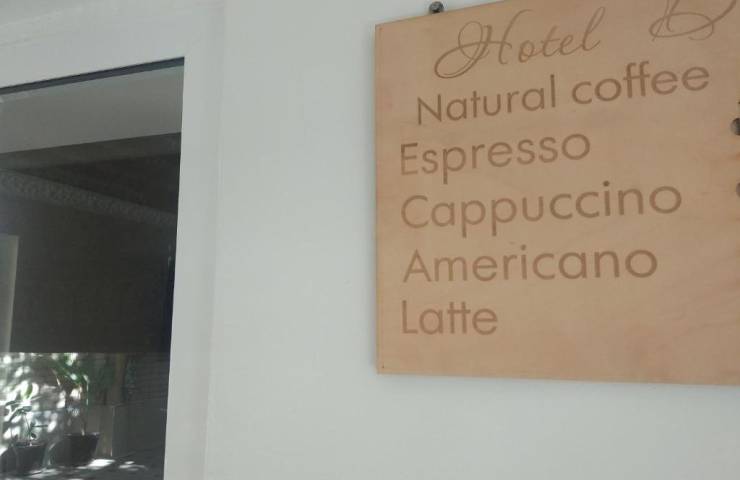 Hotel
Natural coffee
Espresso
Cappuccino
Americano
Latte